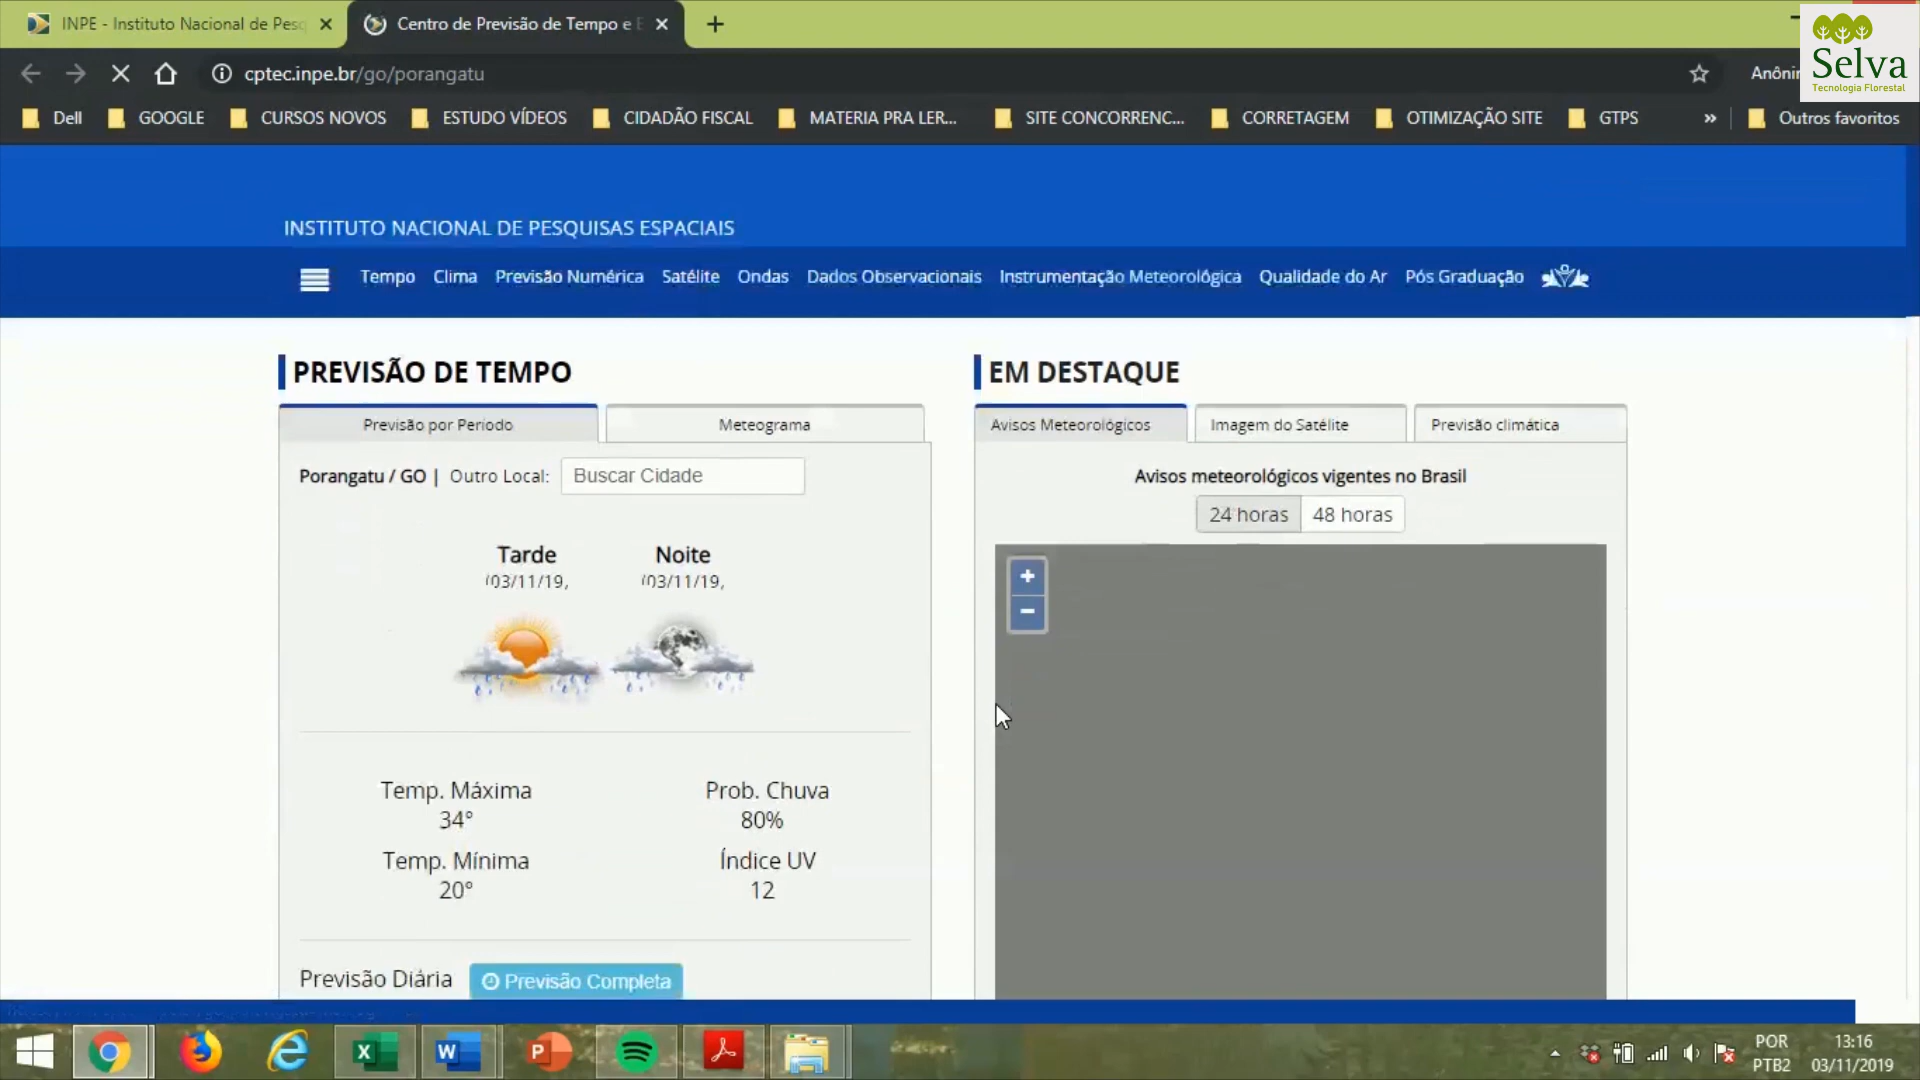 INPE - Instituto Nacional de Pesq
Centro de Previsão de Tempo e E
Selva
Tecnologia Florestal
cptec.inpe.br/go/porangatu
Anôni
Dell
GOOGLE
CURSOS NOVOS
ESTUDO VÍDEOS
CIDADÃO FISCAL
MATERIA PRA LER...
SITE CONCORRENC...
CORRETAGEM
OTIMIZAÇÃO SITE
GTPS
»
Outros favoritos
INSTITUTO NACIONAL DE PESQUISAS ESPACIAIS
Tempo Clima Previsão Numérica Satélite Ondas Dados Observacionais Instrumentação Meteorológica Qualidade do Ar Pós Graduação
PREVISÃO DE TEMPO
Previsão por Periodo
Meteograma
Porangatu / GO | Outro Local: Buscar Cidade
Tarde
(03/11/19,
Noite
(03/11/19,
Temp. Máxima
34°
Prob. Chuva
80%
Temp. Mínima
20°
Índice UV
12
Previsão Diária
Previsão Completa
EM DESTAQUE
Avisos Meteorológicos
Imagem do Satélite
Previsão climática
Avisos meteorológicos vigentes no Brasil
24 horas
48 horas
+
−
POR
PTB2
13:16
03/11/2019